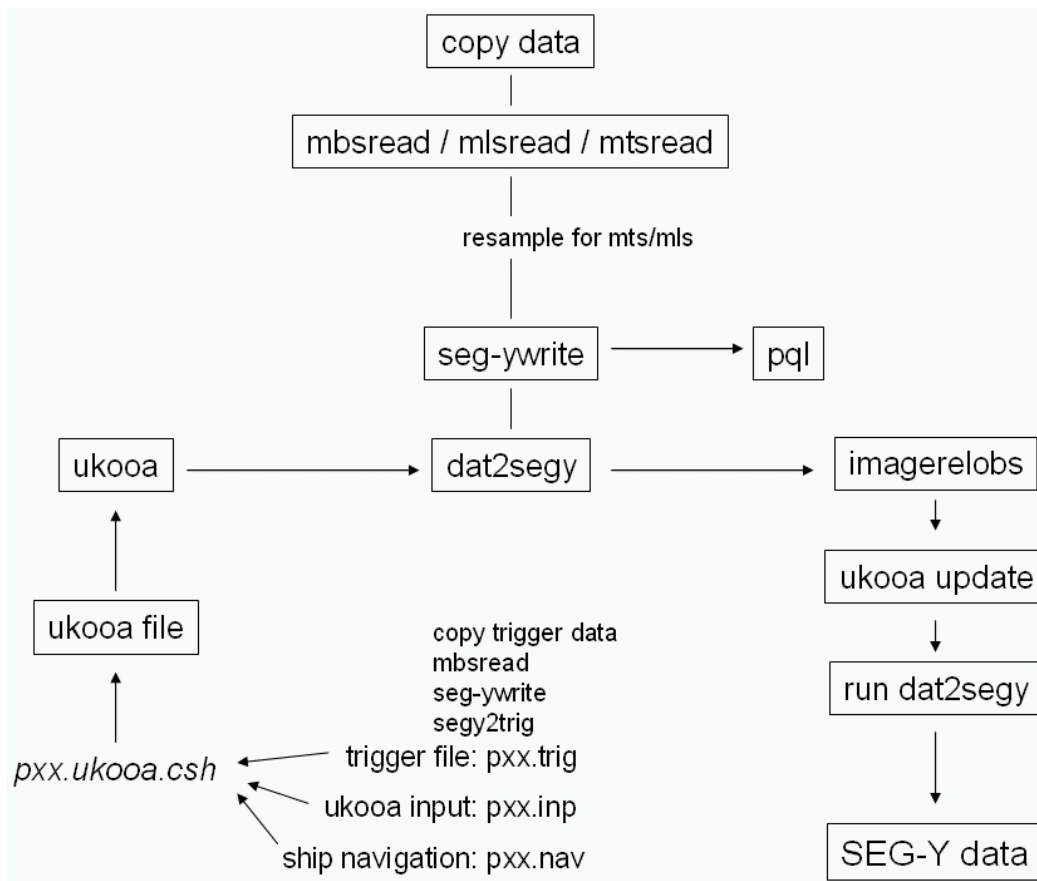 copy data
mbsread / mlsread / mtsread
resample for mts/mls
seg-ywrite
pql
ukooa
dat2segy
imagerelobs
ukooa update
ukooa file
copy trigger data
mbsread
seg-ywrite
segy2trig
run dat2segy
trigger file: pxx.trig
pxx.ukooa.csh
ukooa input: pxx.inp
ship navigation: pxx.nav
SEG-Y data